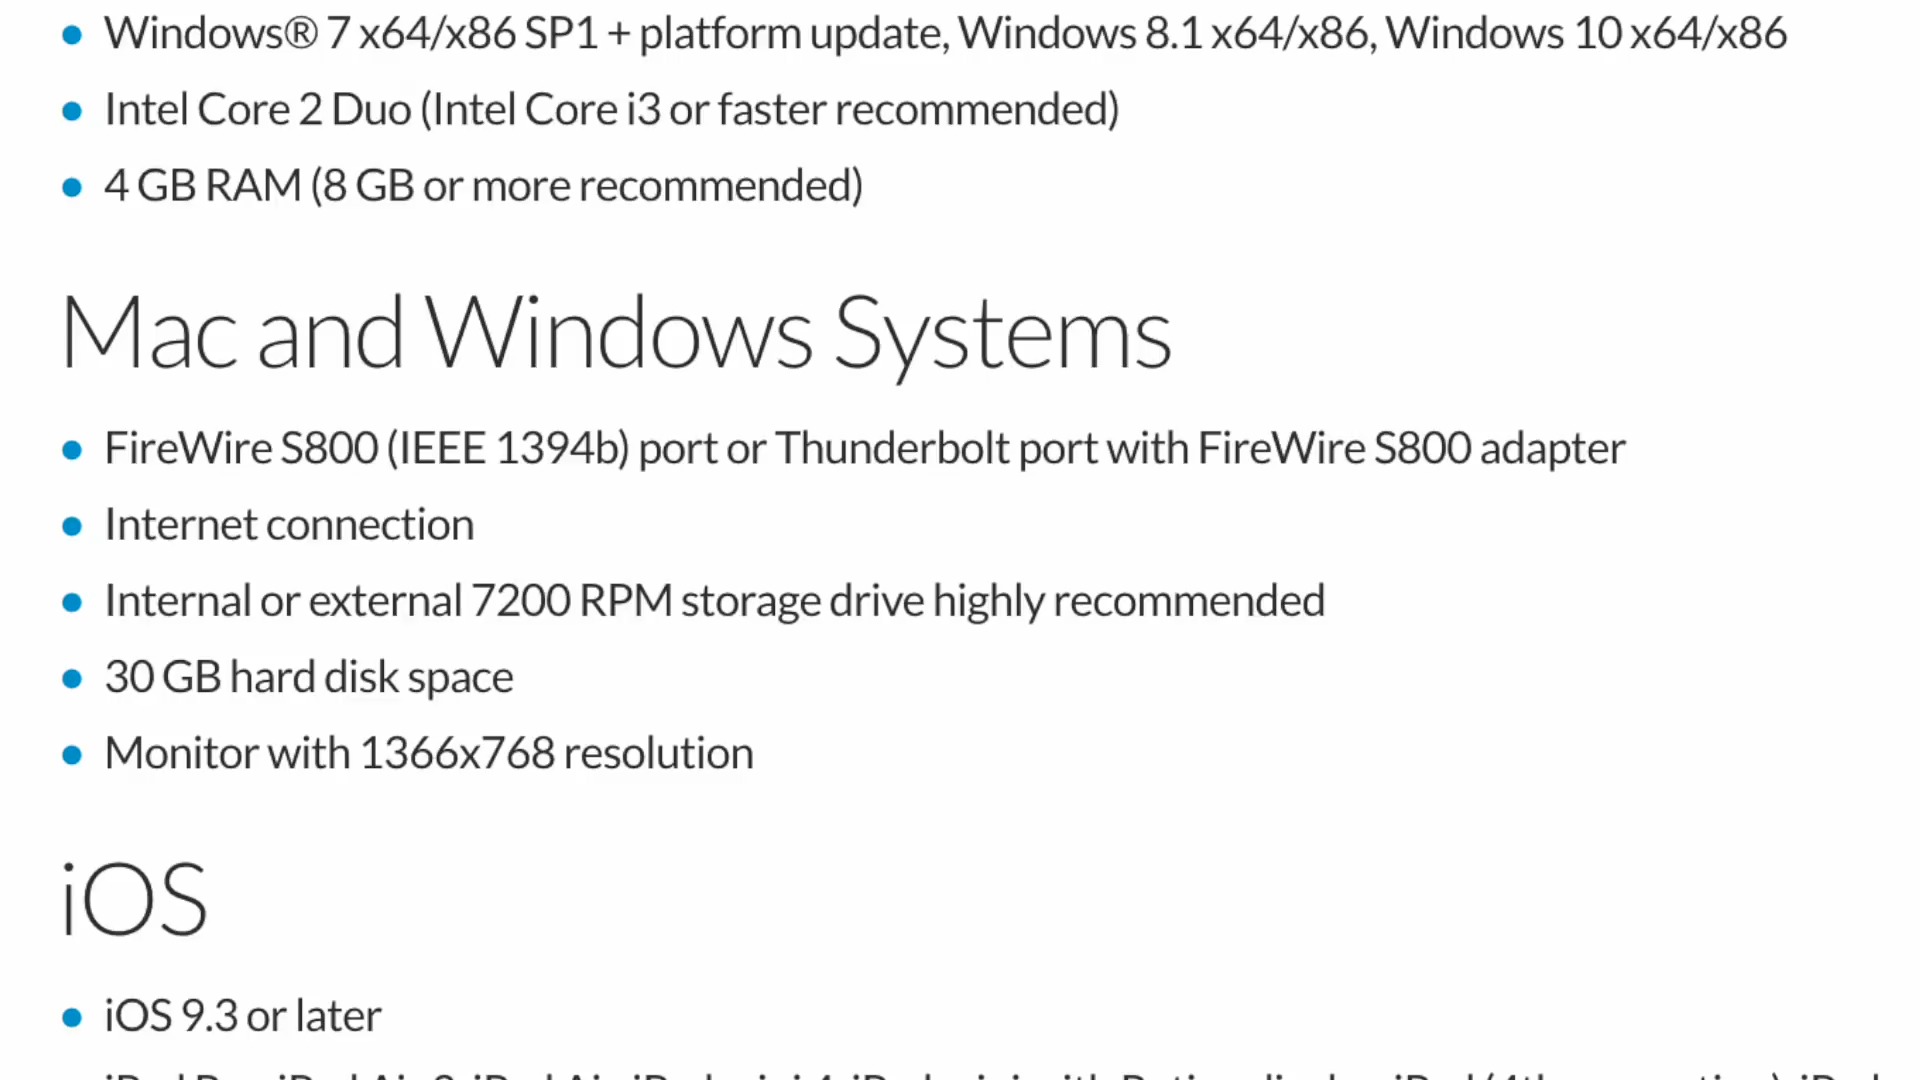 Windows® 7 x64/x86 SP1 + platform update, Windows 8.1 x64/x86, Windows 10 x64/x86
Intel Core 2 Duo (Intel Core i3 or faster recommended)
4 GB RAM (8 GB or more recommended)
Mac and Windows Systems
FireWire S800 (IEEE 1394b) port or Thunderbolt port with FireWire S800 adapter
Internet connection
Internal or external 7200 RPM storage drive highly recommended
30 GB hard disk space
Monitor with 1366x768 resolution
iOS
iOS 9.3 or later